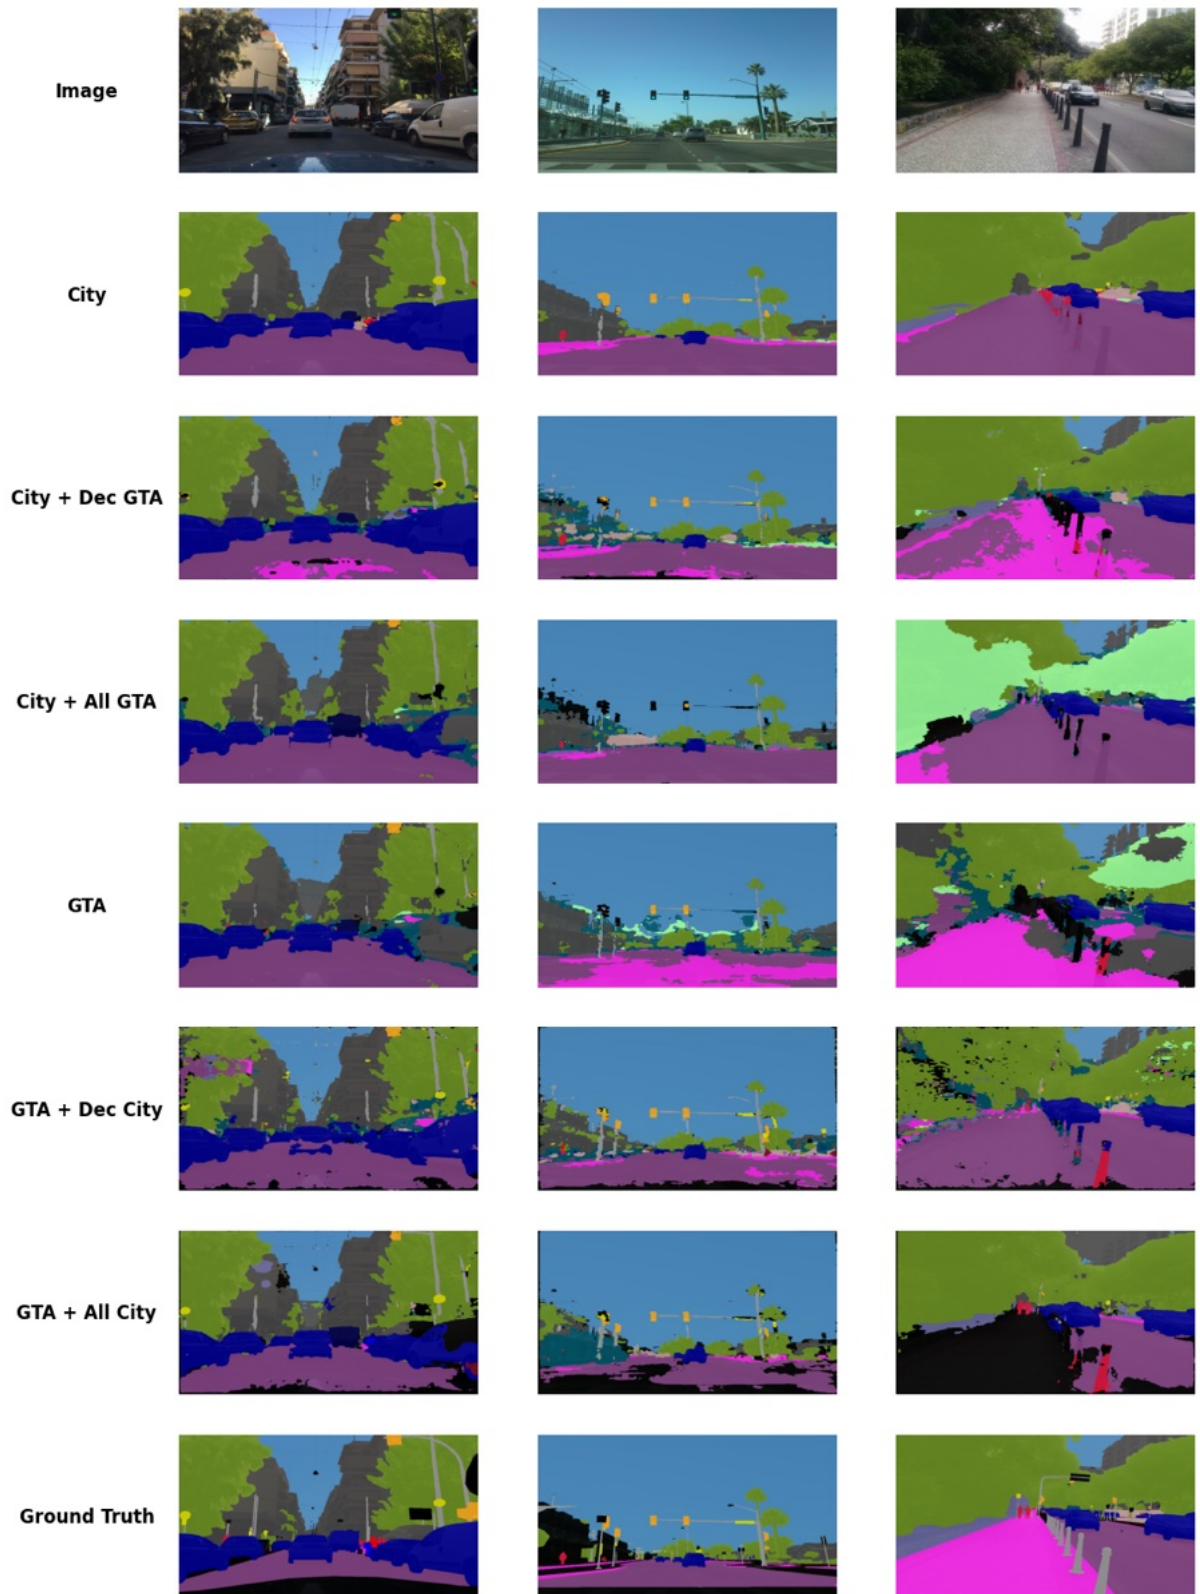 Image
City
City + Dec GTA
City + All GTA
GTA
GTA + Dec City
GTA + All City
Ground Truth